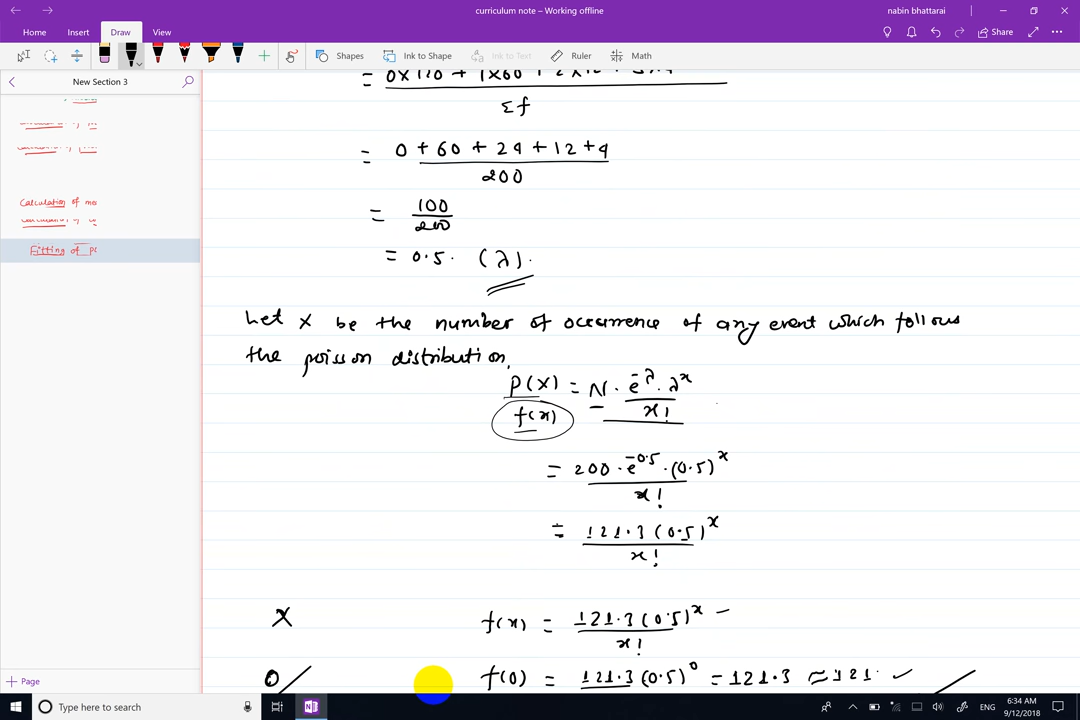 curriculum note – Working offline
nabin bhattarai
Home Insert Draw View
Share
Shapes Ink to Shape Ink to Text Ruler Math
New Section 3
Calculation of me
Fitting of p
Σf
= 0 + 60 + 24 + 12 + 4
200
= 100
200
= 0.5. (λ).
Let X be the number of occurrence of any event which follows
the poisson distribution.
P(X) = N · e^-λ · λ^x
f(x) x!
= 200 · e^-0.5 · (0.5)^x
x!
= 121.3 (0.5)^x
x!
X f(x) = 121.3 (0.5)^x
x!
0 f(0) = 121.3 (0.5)^0 = 121.3 ≈ 121.
Page
Type here to search
ENG
6:34 AM
9/12/2018